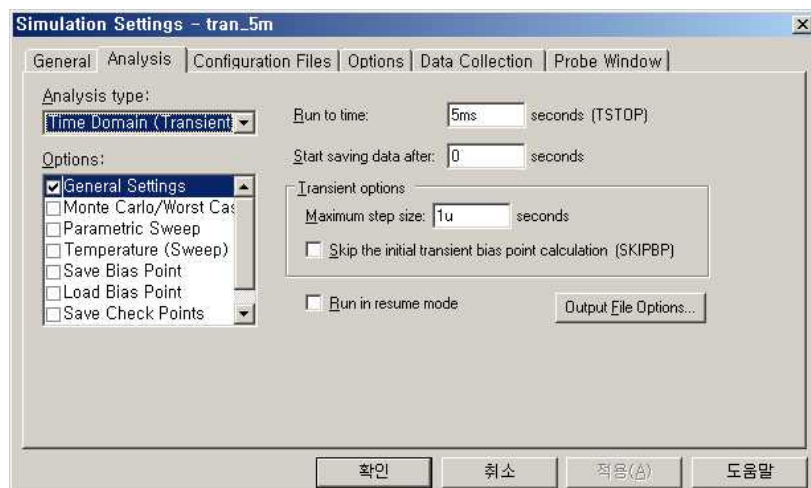 Simulation Settings - tran_5m
General Analysis Configuration Files Options Data Collection Probe Window
Analysis type:
Time Domain (Transient
Options:
General Settings
Monte Carlo/Worst Cas
Parametric Sweep
Temperature (Sweep)
Save Bias Point
Load Bias Point
Save Check Points
Run to time: 5ms seconds (TSTOP)
Start saving data after: 0 seconds
Transient options
Maximum step size: 1u seconds
Skip the initial transient bias point calculation (SKIPBP)
Run in resume mode
Output File Options...
확인 취소 적용(A) 도움말